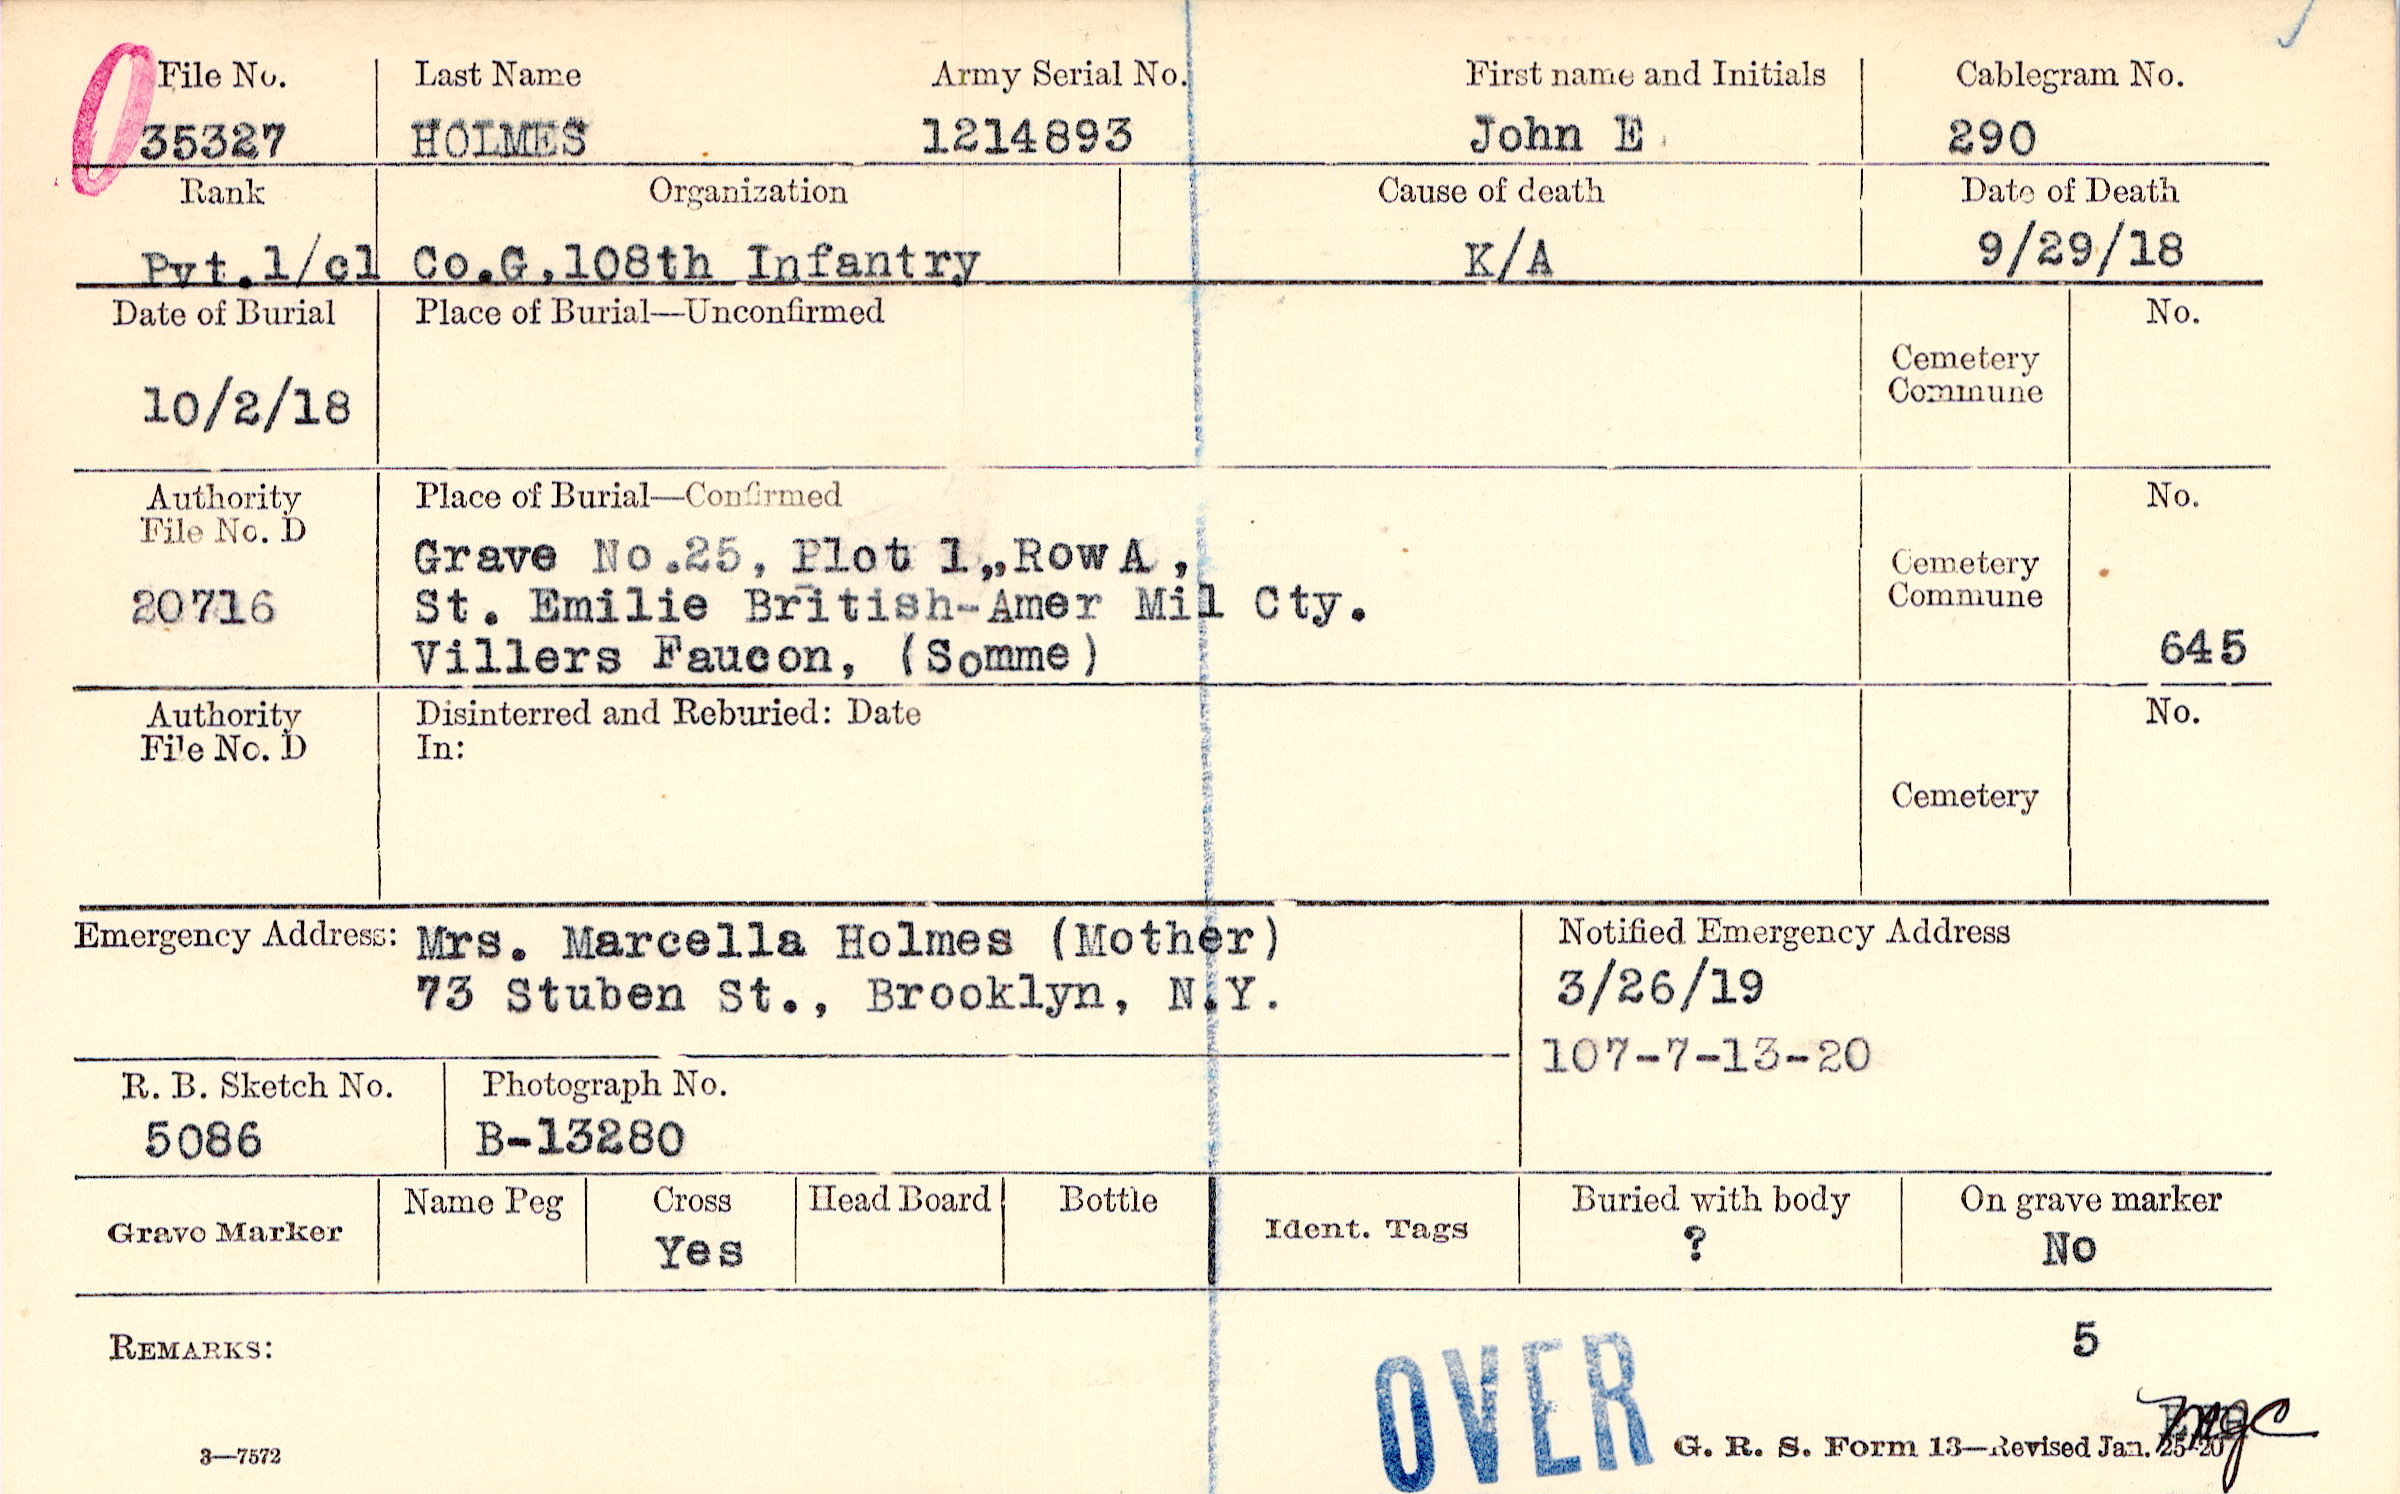 File No. Last Name Army Serial No. First name and Initials Cablegram No.
35327 HOLMES 1214893 John E 290
Rank Organization Cause of death Date of Death
Pvt.1/cl Co.G,108th Infantry K/A 9/29/18
Date of Burial Place of Burial—Unconfirmed No.
Cemetery
Commune
10/2/18
Authority Place of Burial—Confirmed No.
File No. D
Grave No.25, Plot 1,,Row A,
Cemetery
Commune
20716 St. Emilie British-Amer Mil Cty.
Villers Faucon, (Somme) 645
Authority Disinterred and Reburied: Date No.
File No. D In:
Cemetery
Emergency Address: Mrs. Marcella Holmes (Mother) Notified Emergency Address
73 Stuben St., Brooklyn, N.Y. 3/26/19
107-7-13-20
R. B. Sketch No. Photograph No.
5086 B-13280
Grave Marker Name Peg Cross Head Board Bottle Ident. Tags Buried with body On grave marker
Yes ? No
5
REMARKS:
OVER
mgc
3—7572 G. R. S. Form 13—Revised Jan. 25-20